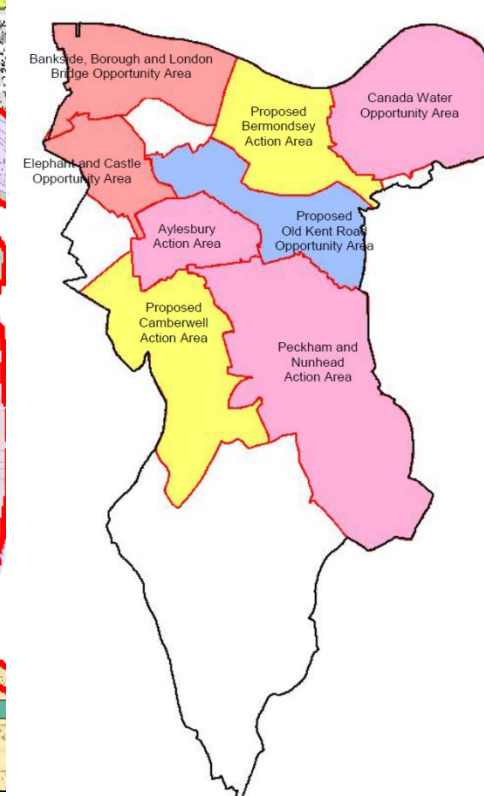 Bankside, Borough and London
Bridge Opportunity Area
Proposed
Bermondsey
Action Area
Canada Water
Opportunity Area
Elephant and Castle
Opportunity Area
Aylesbury
Action Area
Proposed
Old Kent Road
Opportunity Area
Proposed
Camberwell
Action Area
Peckham and
Nunhead
Action Area